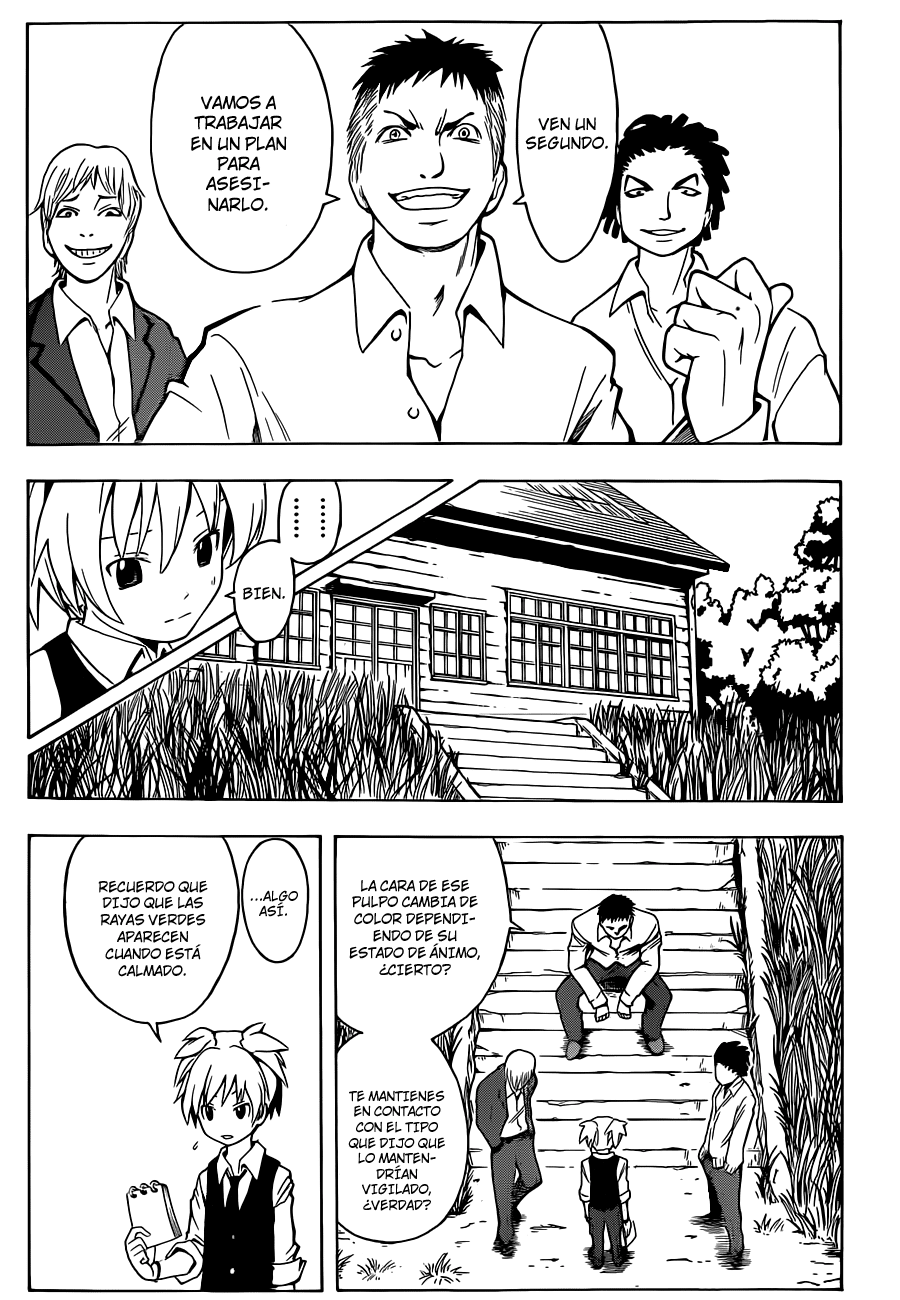 VEN UN
SEGUNDO.
VAMOS A
TRABAJAR
EN UN PLAN
PARA
ASESI-
NARLO.
......
......
BIEN.
LA CARA DE ESE
PULPO CAMBIA DE
COLOR DEPENDI-
ENDO DE SU
ESTADO DE ÁNIMO,
¿CIERTO?
TE MANTIENES
EN CONTACTO
CON EL TIPO
QUE DIJO QUE
LO MANTEN-
DRÍAN
VIGILADO,
¿VERDAD?
...ALGO
ASÍ.
RECUERDO QUE
DIJO QUE LAS
RAYAS VERDES
APARECEN
CUANDO ESTÁ
CALMADO.